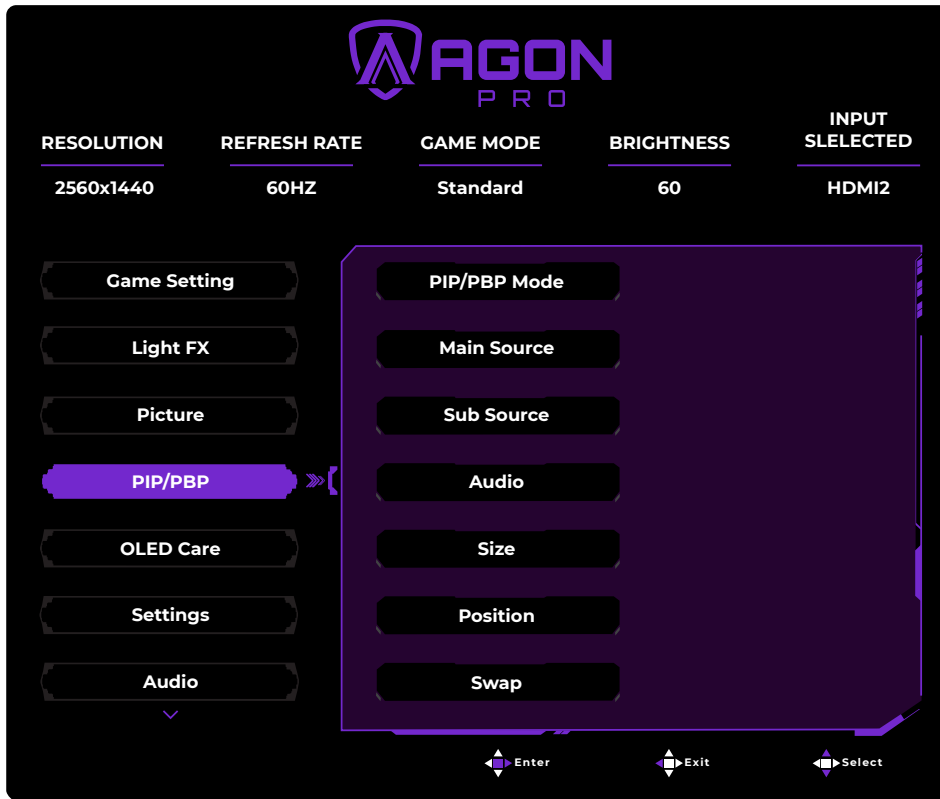 AGON
PRO
RESOLUTION
REFRESH RATE
GAME MODE
BRIGHTNESS
INPUT
SLELECTED
2560x1440
60HZ
Standard
60
HDMI2
Game Setting
Light FX
Picture
PIP/PBP
OLED Care
Settings
Audio
PIP/PBP Mode
Main Source
Sub Source
Audio
Size
Position
Swap
Enter
Exit
Select